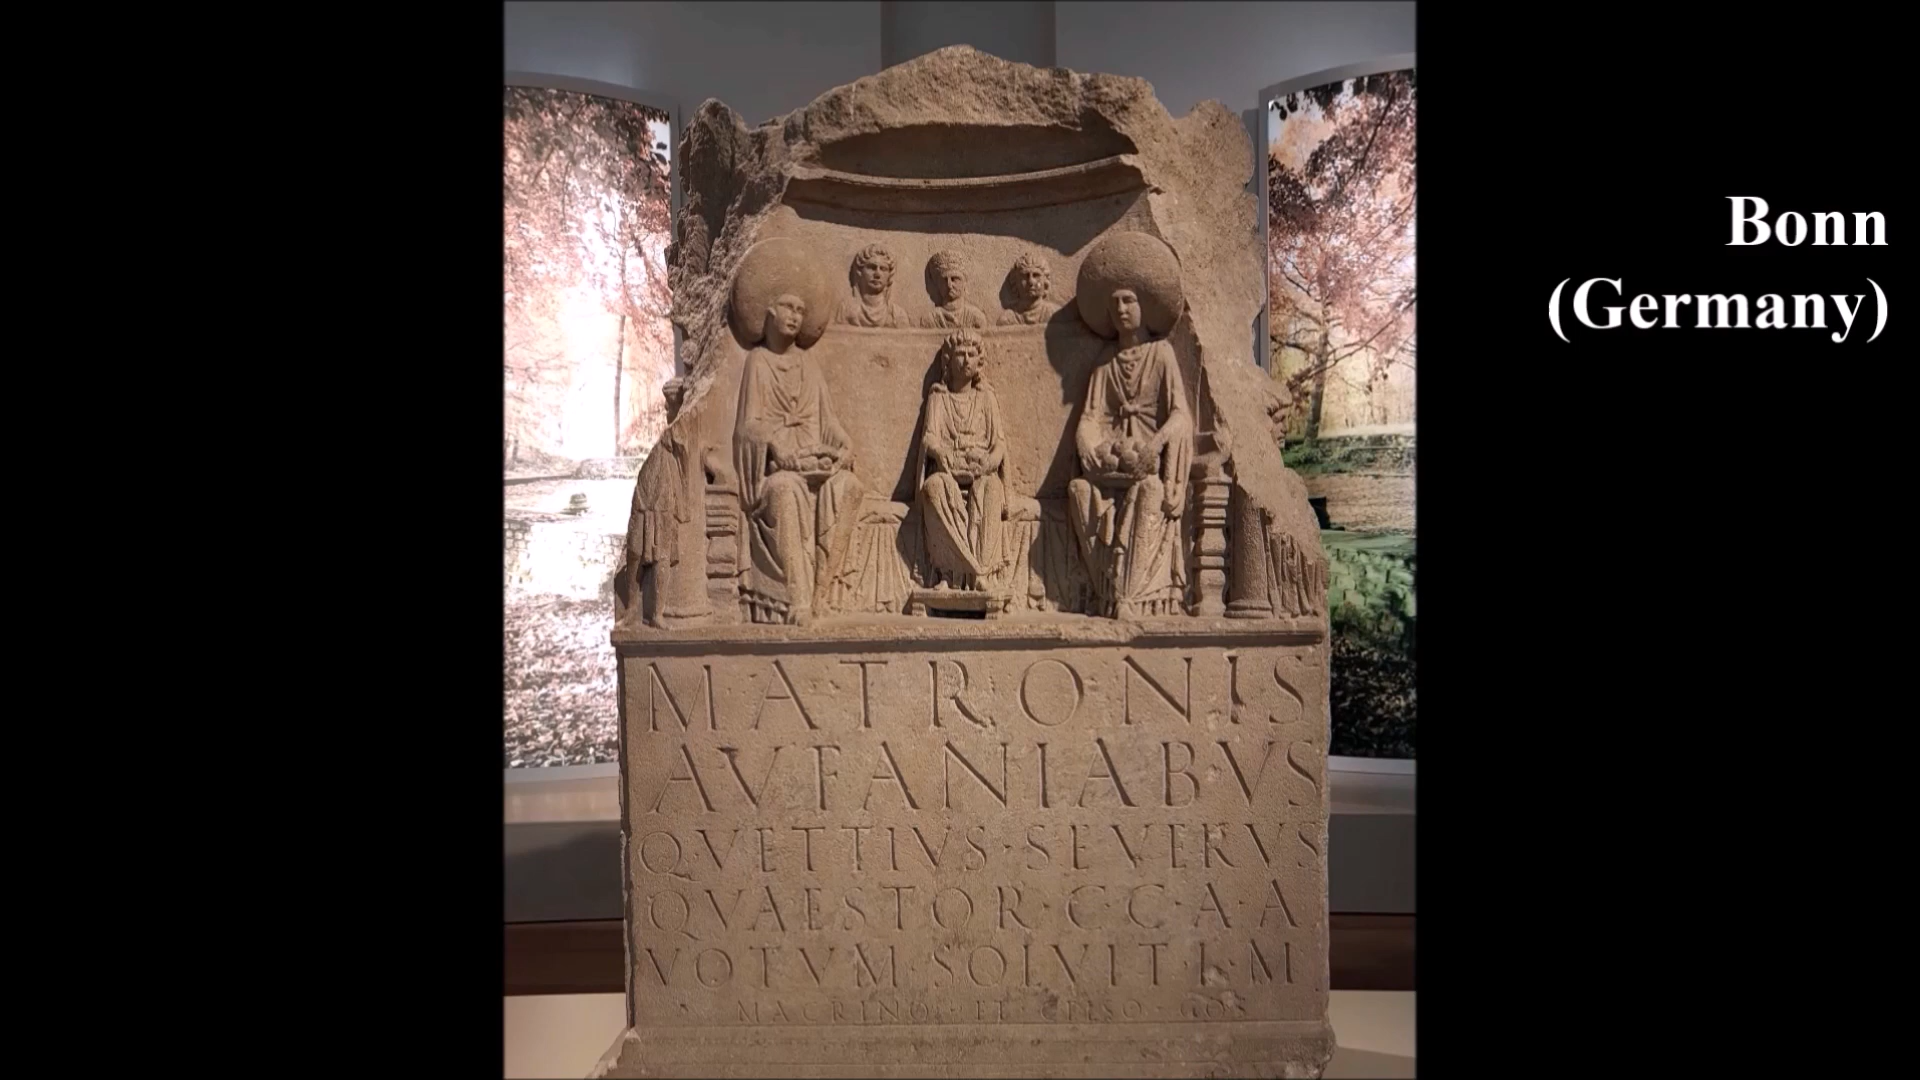 Bonn
(Germany)
MATRONIS
AVFANIABVS
Q·VETTIVS·SEVERVS
QVAESTOR·C·C·A·A
VOTVM·SOLVIT·L·M
MACRINO·ET·CELSO·COS